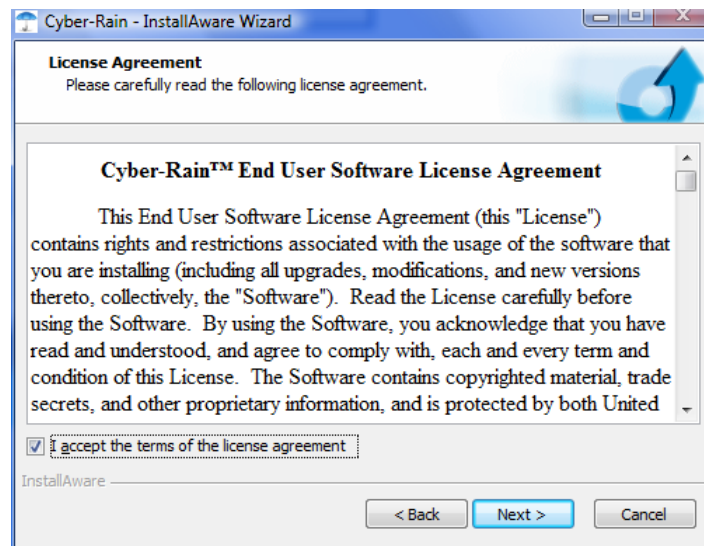 Cyber-Rain - InstallAware Wizard
License Agreement
Please carefully read the following license agreement.
Cyber-Rain™ End User Software License Agreement
This End User Software License Agreement (this "License")
contains rights and restrictions associated with the usage of the software that
you are installing (including all upgrades, modifications, and new versions
thereto, collectively, the "Software"). Read the License carefully before
using the Software. By using the Software, you acknowledge that you have
read and understood, and agree to comply with, each and every term and
condition of this License. The Software contains copyrighted material, trade
secrets, and other proprietary information, and is protected by both United
I accept the terms of the license agreement
InstallAware
< Back Next > Cancel